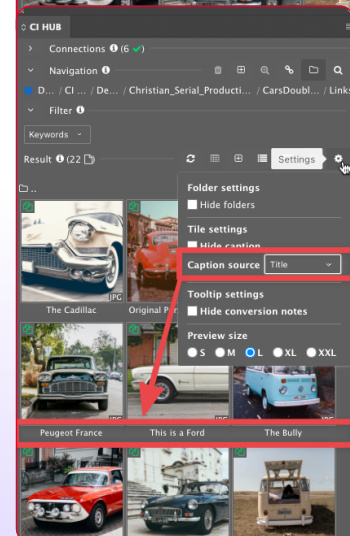 CI HUB
Connections (6 ✓)
Navigation
D... / CI ... / De... / Christian_Serial_Producti... / CarsDoubl... / Links
Filter
Keywords
Result (22
Settings
Folder settings
Hide folders
..
Tile settings
Hide caption
Caption source Title
Tooltip settings
Hide conversion notes
Preview size
S M L XL XXL
JPG
The Cadillac
Original
JPG
JPG
Peugeot France
This is a Ford
The Bully